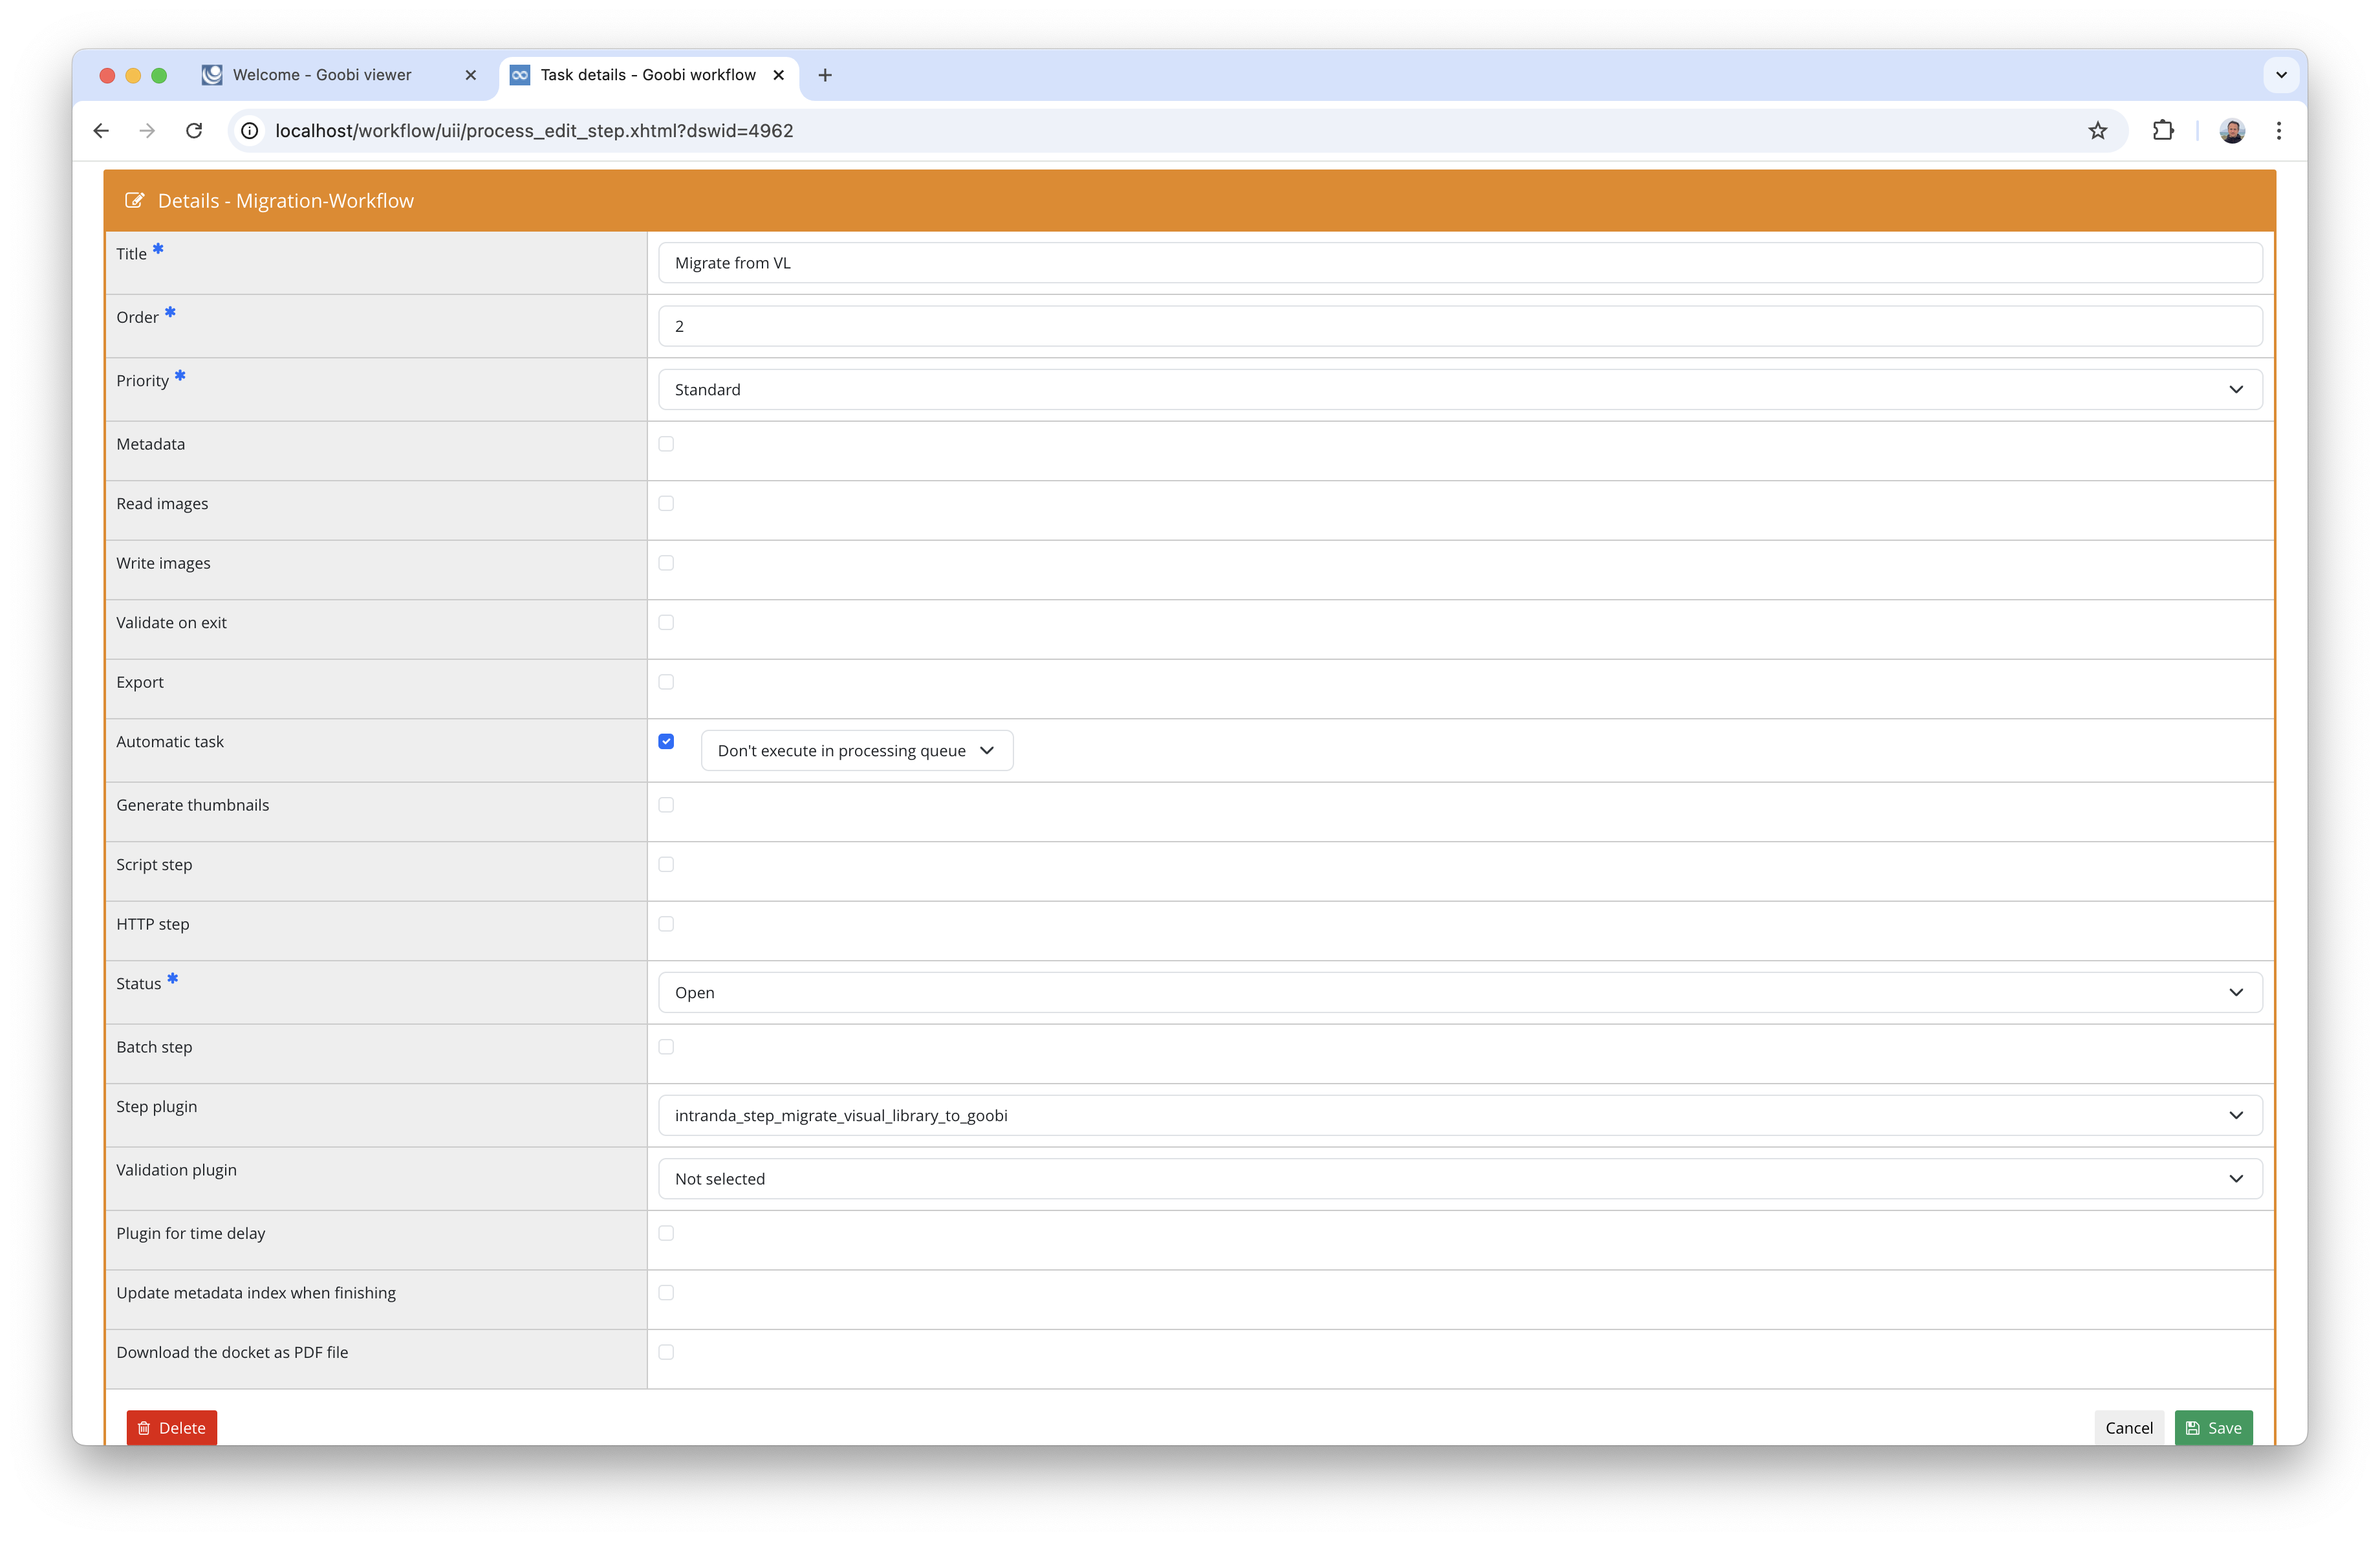 Welcome - Goobi viewer
Task details - Goobi workflow
localhost/workflow/uii/process_edit_step.xhtml?dswid=4962
Details - Migration-Workflow
Title *
Migrate from VL
Order *
2
Priority *
Standard
Metadata
Read images
Write images
Validate on exit
Export
Automatic task
Don't execute in processing queue
Generate thumbnails
Script step
HTTP step
Status *
Open
Batch step
Step plugin
intranda_step_migrate_visual_library_to_goobi
Validation plugin
Not selected
Plugin for time delay
Update metadata index when finishing
Download the docket as PDF file
Delete
Cancel
Save